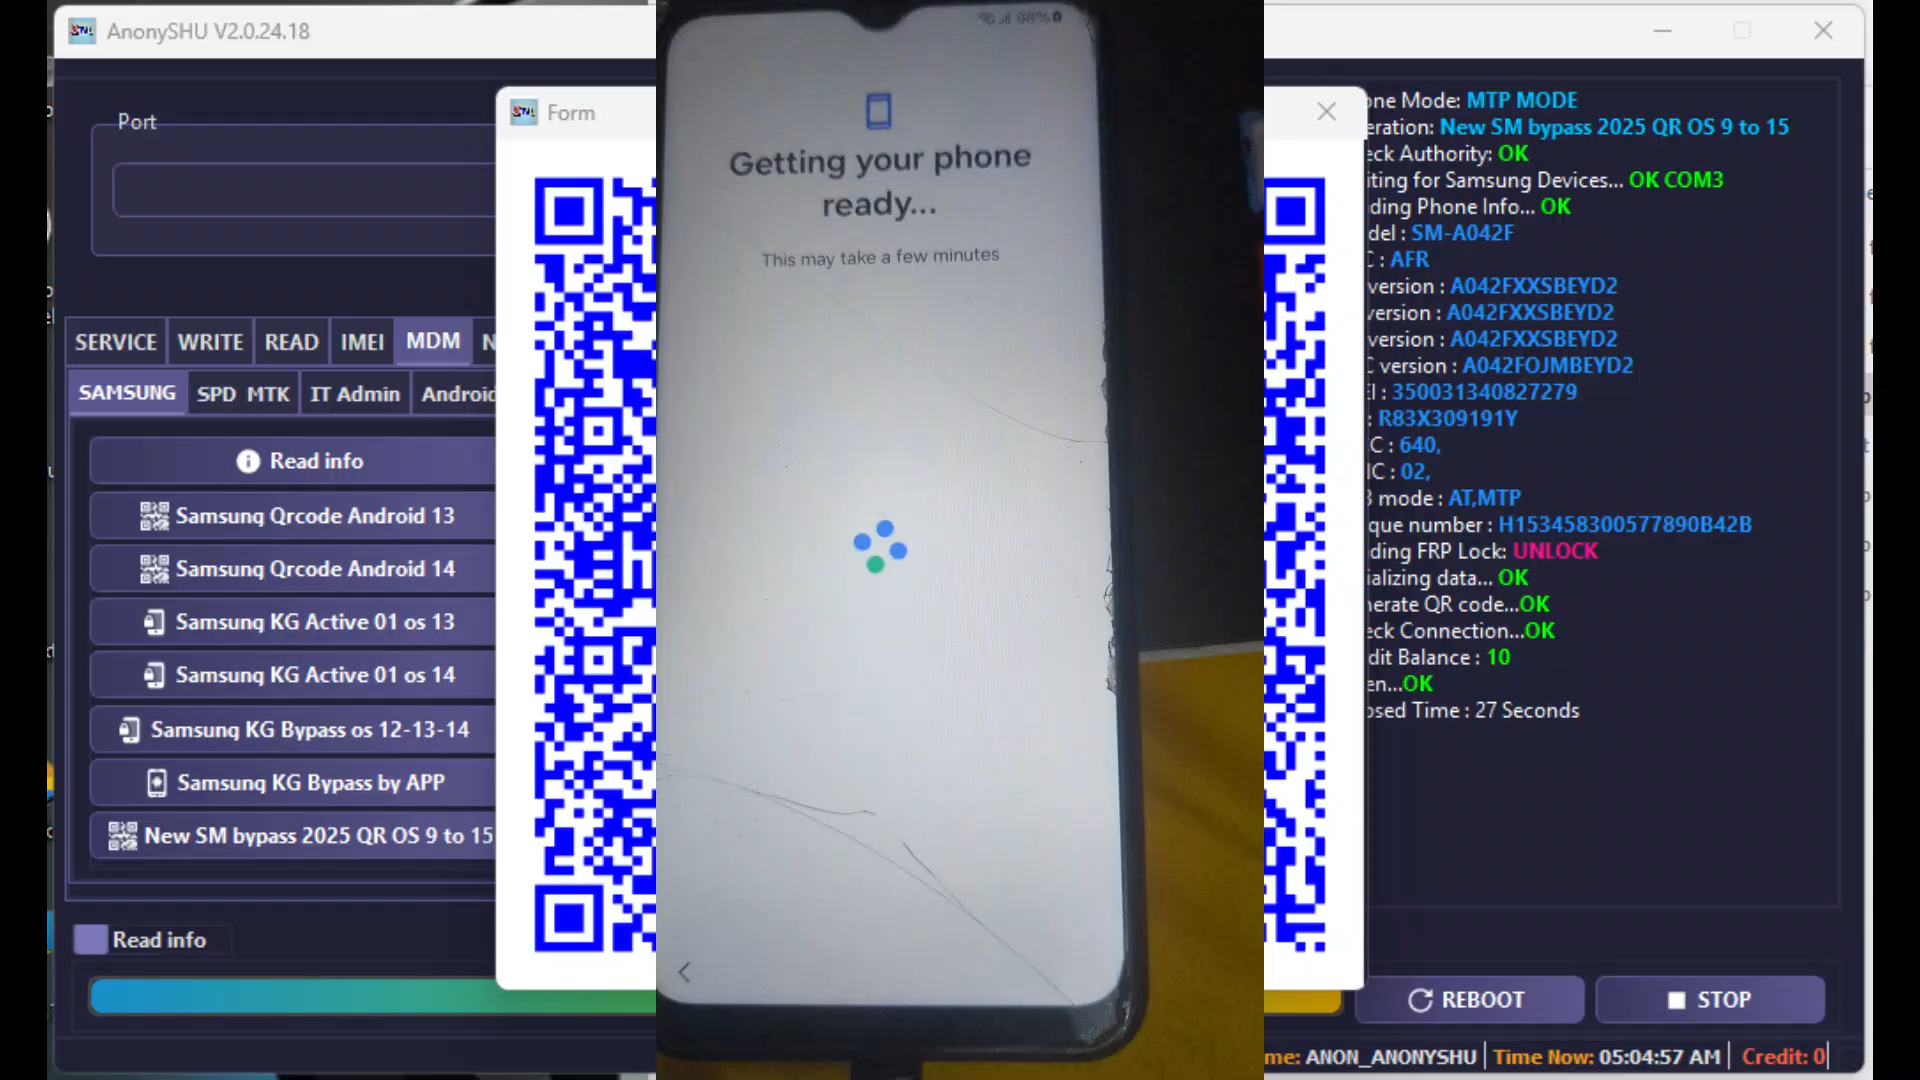 AnonySHU V2.0.24.18
Port
Form
SERVICE WRITE READ IMEI MDM N
SAMSUNG SPD MTK IT Admin Android
Read info
Samsung Qrcode Android 13
Samsung Qrcode Android 14
Samsung KG Active 01 os 13
Samsung KG Active 01 os 14
Samsung KG Bypass os 12-13-14
Samsung KG Bypass by APP
New SM bypass 2025 QR OS 9 to 15
Read info
98%
Getting your phone
ready...
This may take a few minutes
one Mode: MTP MODE
eration: New SM bypass 2025 QR OS 9 to 15
eck Authority: OK
iting for Samsung Devices... OK COM3
ding Phone Info... OK
del : SM-A042F
C : AFR
version : A042FXXSBEYD2
version : A042FXXSBEYD2
version : A042FXXSBEYD2
C version : A042FOJMBEYD2
EI : 350031340827279
: R83X309191Y
CC : 640,
NC : 02,
B mode : AT,MTP
que number : H153458300577890B42B
ding FRP Lock: UNLOCK
ializing data... OK
nerate QR code...OK
eck Connection...OK
dit Balance : 10
en...OK
psed Time : 27 Seconds
REBOOT STOP
me: ANON_ANONYSHU Time Now: 05:04:57 AM Credit: 0